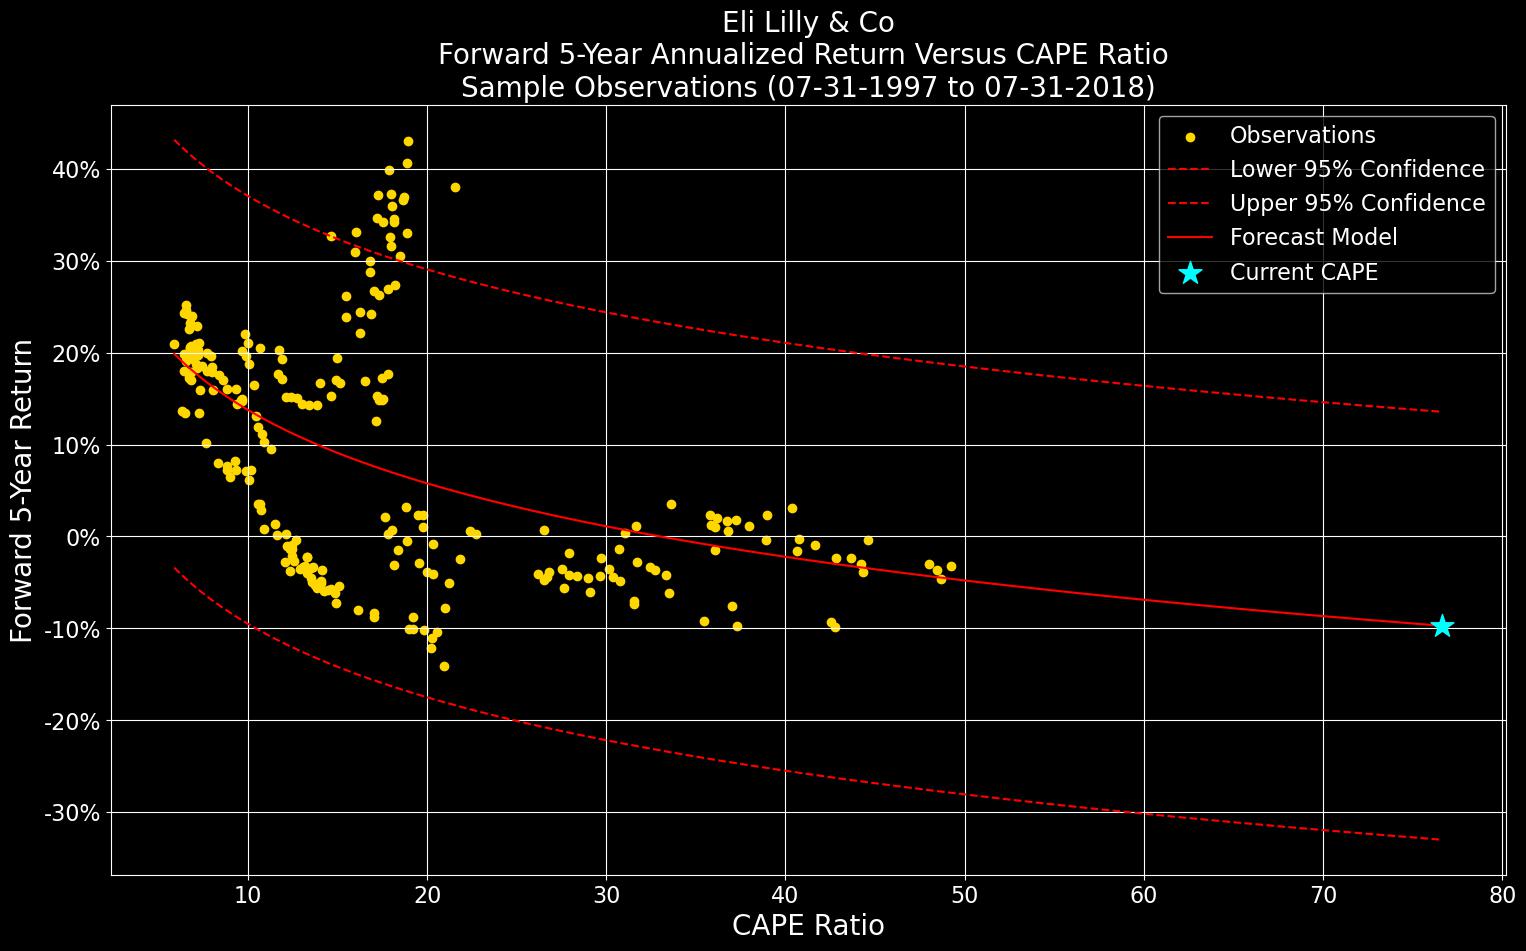 Eli Lilly & Co
Forward 5-Year Annualized Return Versus CAPE Ratio
Sample Observations (07-31-1997 to 07-31-2018)
Observations
Lower 95% Confidence
Upper 95% Confidence
Forecast Model
Current CAPE
Forward 5-Year Return
40%
30%
20%
10%
0%
-10%
-20%
-30%
10 20 30 40 50 60 70 80
CAPE Ratio